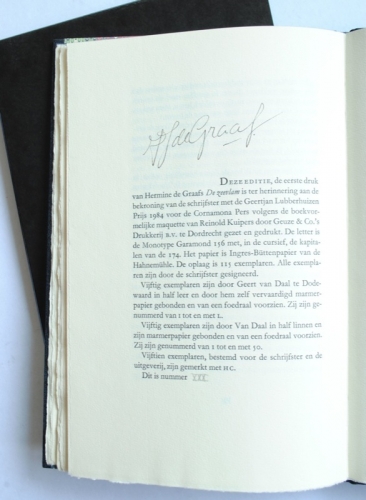 HdeGraaf
DEZE EDITIE, de eerste druk
van Hermine de Graafs De zeevlam is ter herinnering aan de
bekroning van de schrijfster met de Geertjan Lubberhuizen
Prijs 1984 voor de Cornamona Pers volgens de boekvor-
melijke maquette van Reinold Kuipers door Geuze & Co.'s
Drukkerij B.V. te Dordrecht gezet en gedrukt. De letter is
de Monotype Garamond 156 met, in de cursief, de kapita-
len van de 174. Het papier is Ingres-Büttenpapier van de
Hahnemühle. De oplaag is 115 exemplaren. Alle exempla-
ren zijn door de schrijfster gesigneerd.
Vijftig exemplaren zijn door Geert van Daal te Dode-
waard in half leer en door hem zelf vervaardigd marmer-
papier gebonden en van een foedraal voorzien. Zij zijn ge-
nummerd van I tot en met L.
Vijftig exemplaren zijn door Van Daal in half linnen en
zijn marmerpapier gebonden en van een foedraal voorzien.
Zij zijn genummerd van 1 tot en met 50.
Vijftien exemplaren, bestemd voor de schrijfster en de
uitgeverij, zijn gemerkt met HC.
Dit is nummer XXX